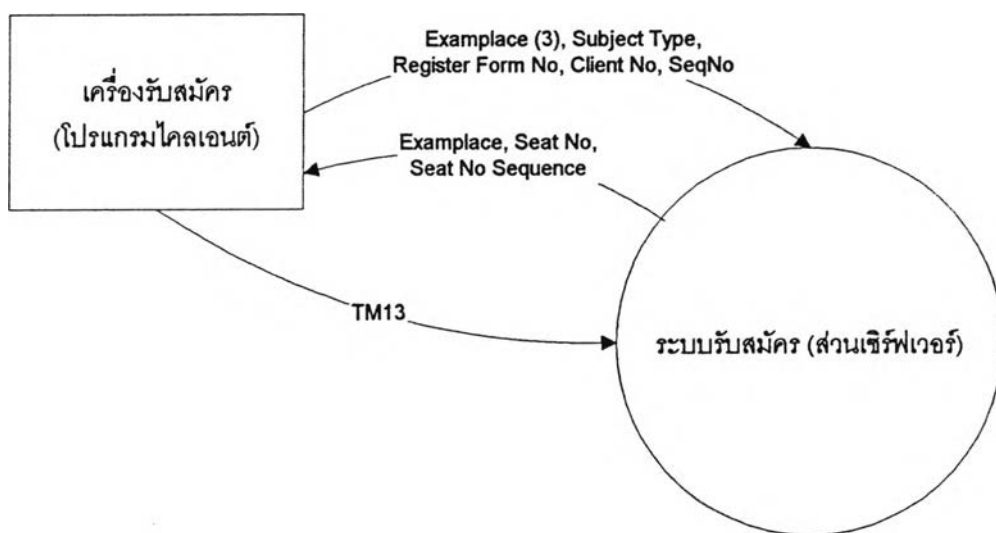 เครื่องรับสมัคร
(โปรแกรมไคลเอนต์)
Examplace (3), Subject Type,
Register Form No, Client No, SeqNo
Examplace, Seat No,
Seat No Sequence
TM13
ระบบรับสมัคร (ส่วนเซิร์ฟเวอร์)